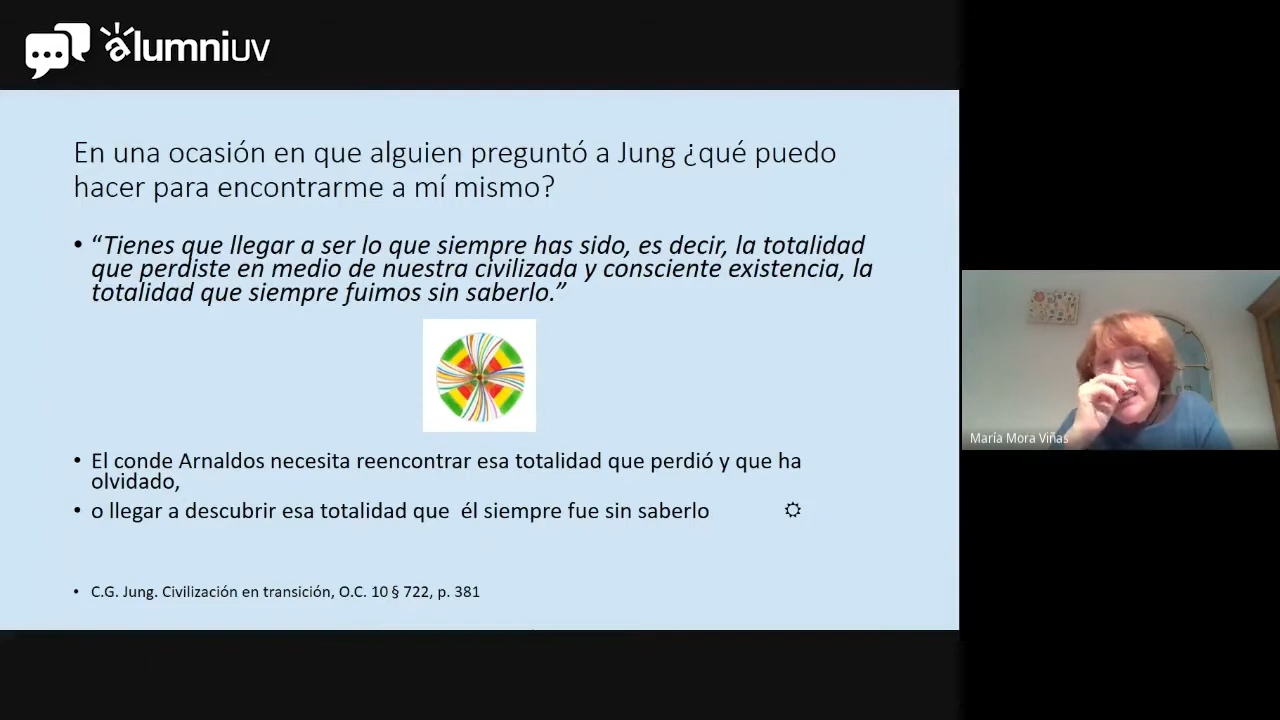 alumniuv
En una ocasión en que alguien preguntó a Jung ¿qué puedo
hacer para encontrarme a mí mismo?
• “Tienes que llegar a ser lo que siempre has sido, es decir, la totalidad
que perdiste en medio de nuestra civilizada y consciente existencia, la
totalidad que siempre fuimos sin saberlo.”
• El conde Arnaldos necesita reencontrar esa totalidad que perdió y que ha
olvidado,
• o llegar a descubrir esa totalidad que él siempre fue sin saberlo
• C.G. Jung. Civilización en transición, O.C. 10 § 722, p. 381
María Mora Viñas